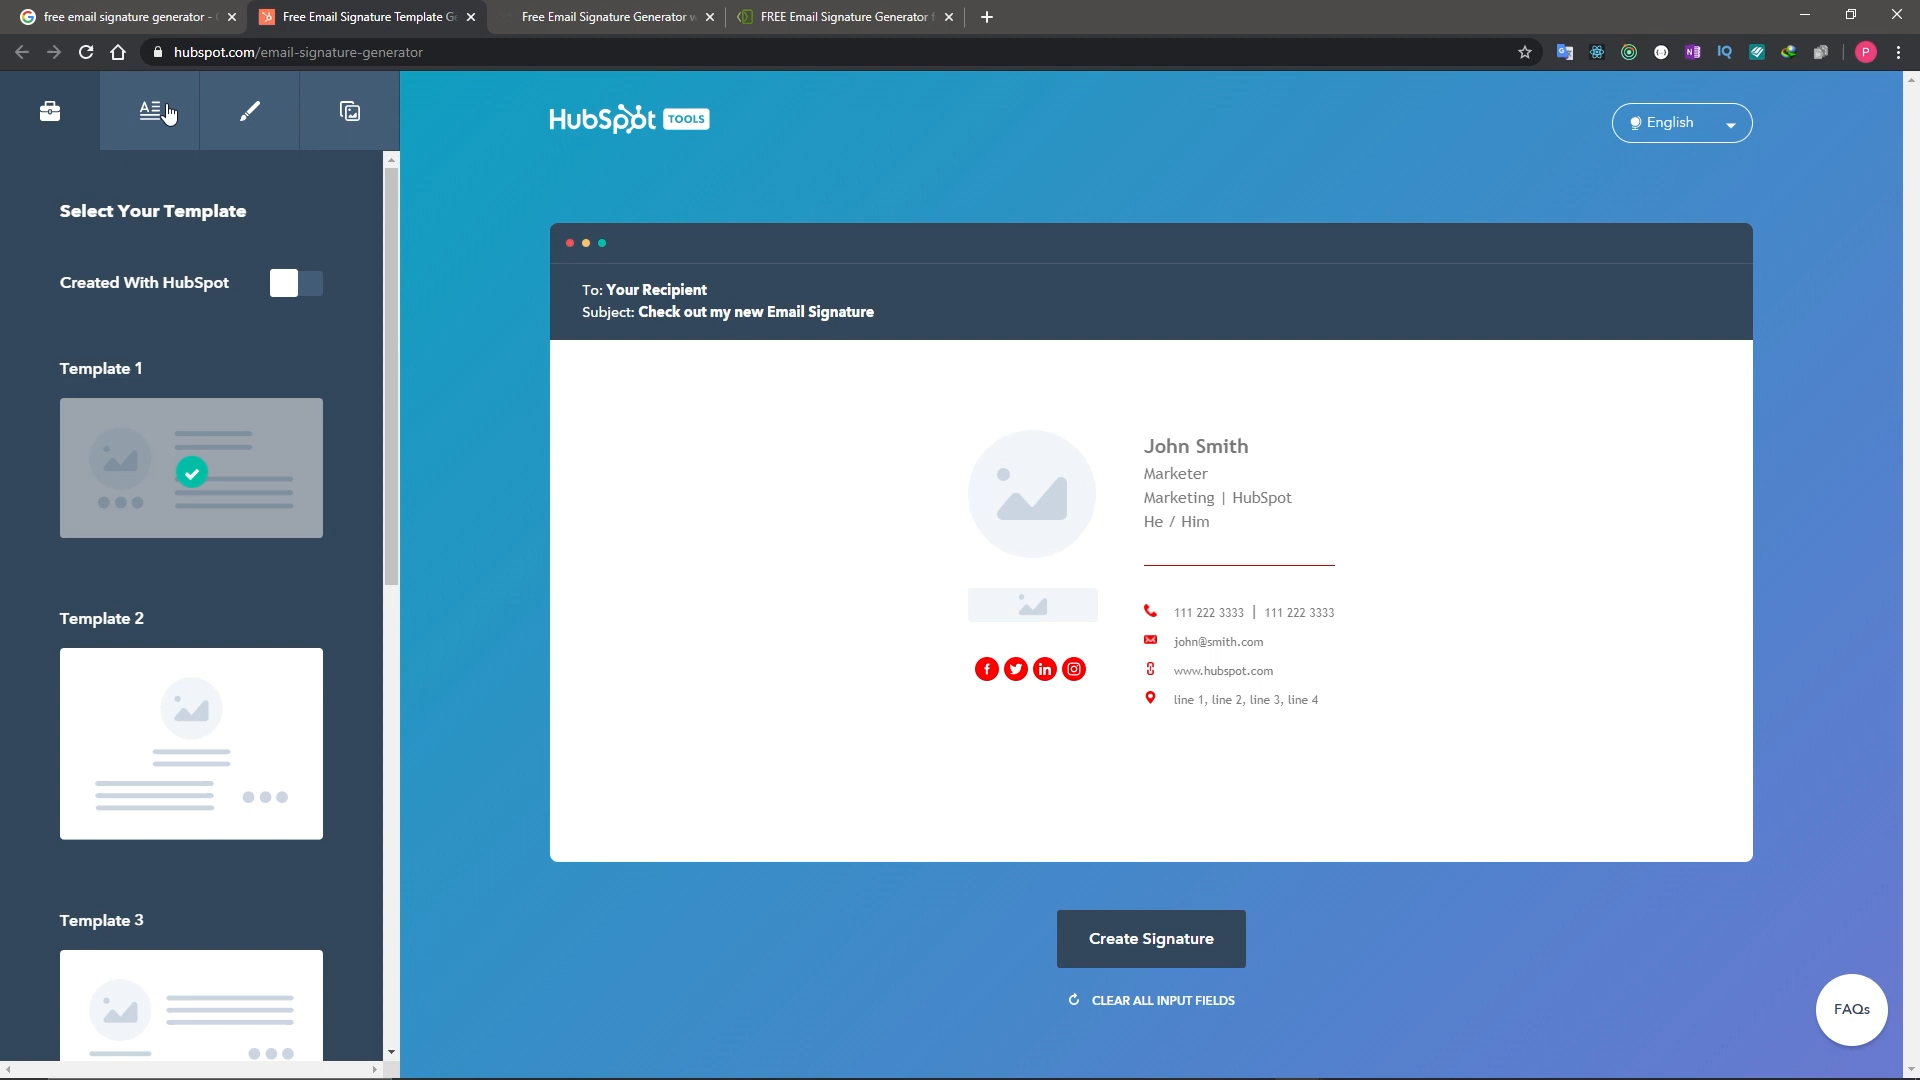 free email signature generator -
Free Email Signature Template Ge
Free Email Signature Generator w
FREE Email Signature Generator f
hubspot.com/email-signature-generator
P
HubSpot TOOLS
English
Select Your Template
Created With HubSpot
To: Your Recipient
Subject: Check out my new Email Signature
Template 1
John Smith
Marketer
Marketing | HubSpot
He / Him
111 222 3333 | 111 222 3333
john@smith.com
www.hubspot.com
line 1, line 2, line 3, line 4
Template 2
Template 3
Create Signature
CLEAR ALL INPUT FIELDS
FAQs